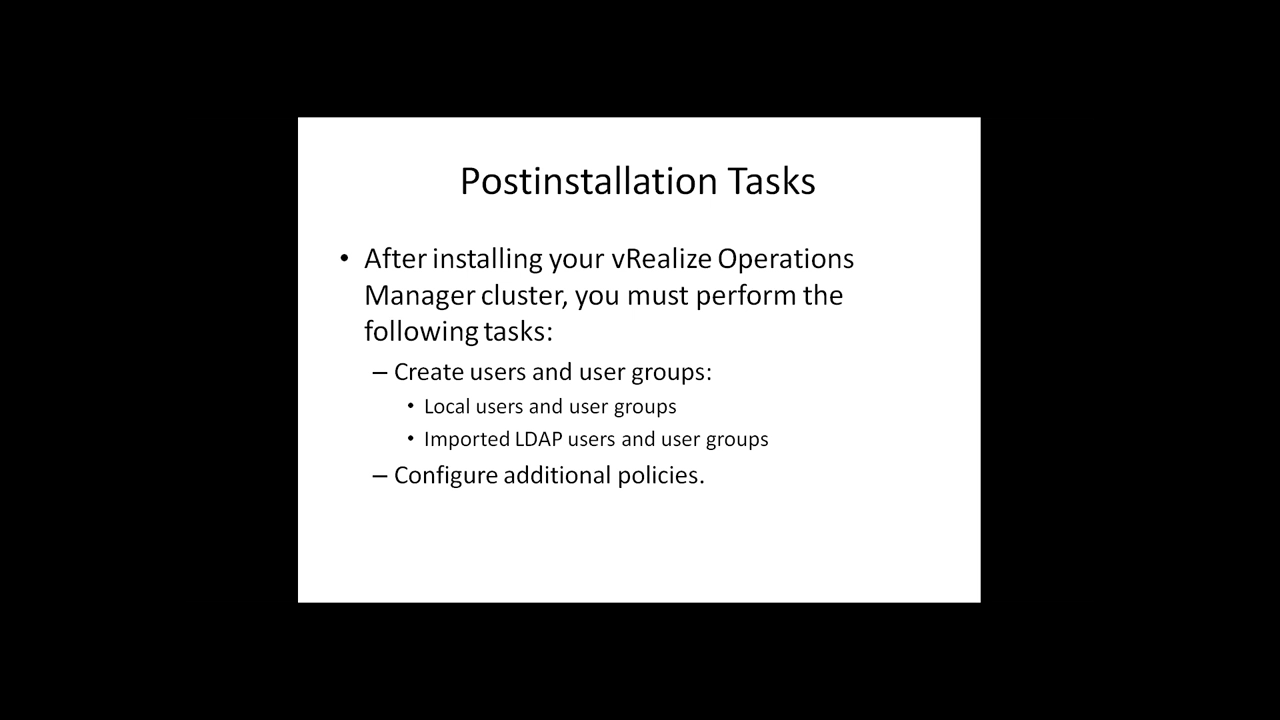 Postinstallation Tasks
• After installing your vRealize Operations
Manager cluster, you must perform the
following tasks:
– Create users and user groups:
• Local users and user groups
• Imported LDAP users and user groups
– Configure additional policies.